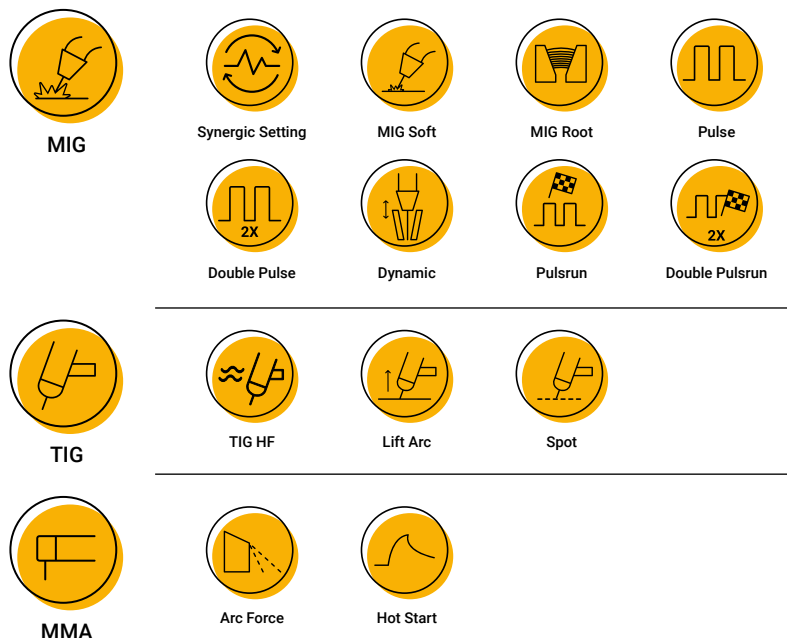 MIG
Synergic Setting
MIG Soft
MIG Root
Pulse
2X
Double Pulse
Dynamic
Pulsrun
2X
Double Pulsrun
TIG
TIG HF
Lift Arc
Spot
MMA
Arc Force
Hot Start